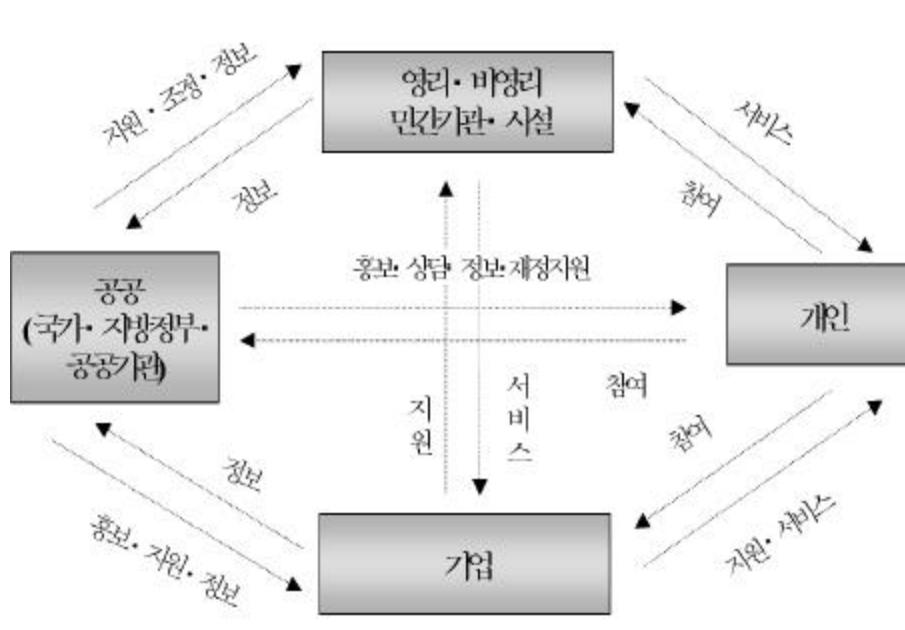 지원·조정·정보
영리·비영리
민간기관·시설
서비스
정보
참여
공공
(국가·지방정부·
공공기관)
홍보·상담·정보·재정지원
개인
지원
서비스
참여
참여
정보
홍보·지원·정보
기업
지원·서비스